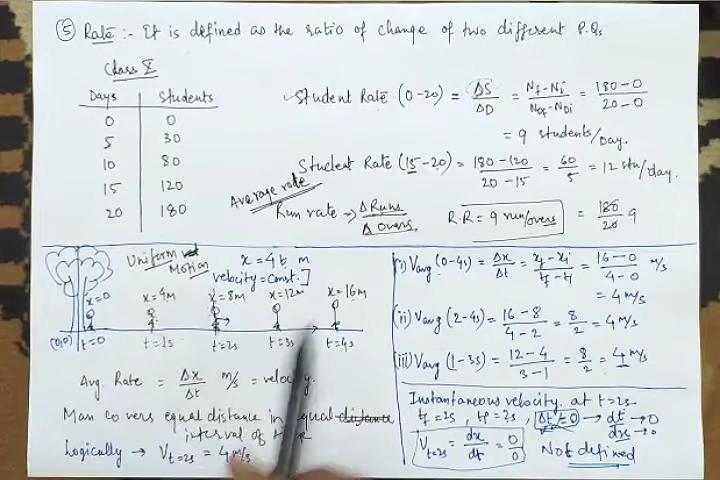 ⑤ Rate :- It is defined as the ratio of change of two different P.Qs
Class X
Days Students
0 0
5 30
10 80
15 120
20 180
Student Rate (0-20) = ΔS/ΔD = (Nf-Ni)/(NDf-NDi) = (180-0)/(20-0)
= 9 students/Day.
Student Rate (15-20) = (180-120)/(20-15) = 60/5 = 12 stu/day.
Average rate
Run rate → ΔRuns/ΔOvers
R.R = 9 run/overs = 180/20 9
Uniform Motion
x = 4t m
velocity = const.]
x=0 x=4m x=8m x=12m x=16m
(0,0) t=0 t=1s t=2s t=3s t=4s
Avg. Rate = Δx/Δt m/s = velocity.
Man covers equal distance in equal distance
interval of
Logically → Vt=2s = 4 m/s
(i) Vavg (0-4s) = Δx/Δt = (xf-xi)/(tf-ti) = (16-0)/(4-0) m/s
= 4 m/s
(ii) Vavg (2-4s) = (16-8)/(4-2) = 8/2 = 4 m/s
(iii) Vavg (1-3s) = (12-4)/(3-1) = 8/2 = 4 m/s
Instantaneous velocity at t=2s
tf = 2s, = 2s, Δt = 0 → dt → 0
dx → 0
Vt=2s = dx/dt = 0/0 Not defined